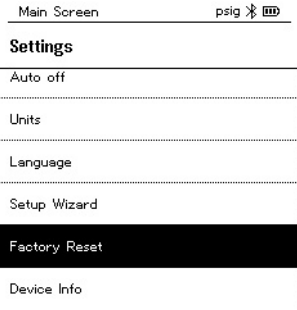 Main Screen psig
Settings
Auto off
Units
Language
Setup Wizard
Factory Reset
Device Info